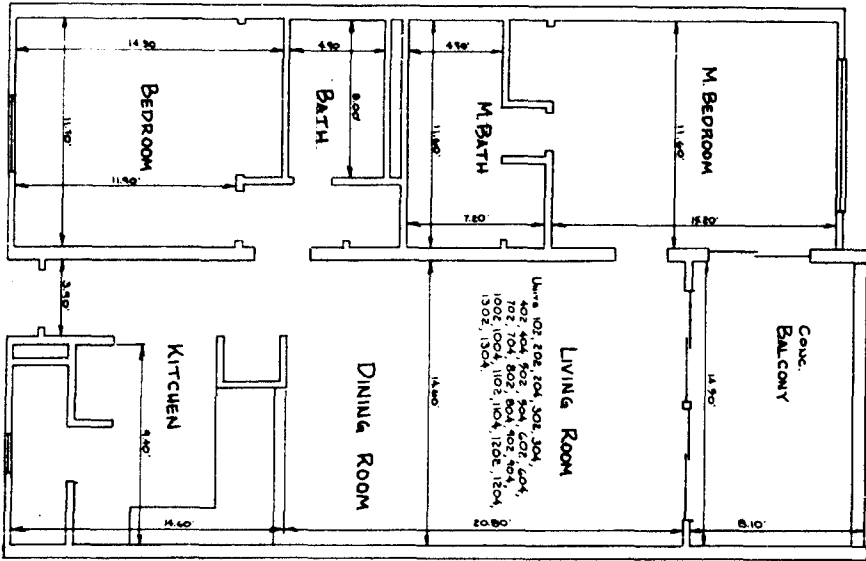 14.90'
4.90
4.90'
BEDROOM
11.90'
BATH
8.00'
M. BATH
11.60'
M. BEDROOM
11.60'
11.90'
7.20'
15.20'
3.90'
KITCHEN
9.40'
DINING ROOM
14.60'
Units 102, 202, 204, 302, 304,
402, 404, 502, 504, 602, 604,
702, 704, 802, 804, 902, 904,
1002, 1004, 1102, 1104, 1202, 1204,
1302, 1304
LIVING ROOM
CONC.
BALCONY
14.90'
14.60'
20.80'
8.10'